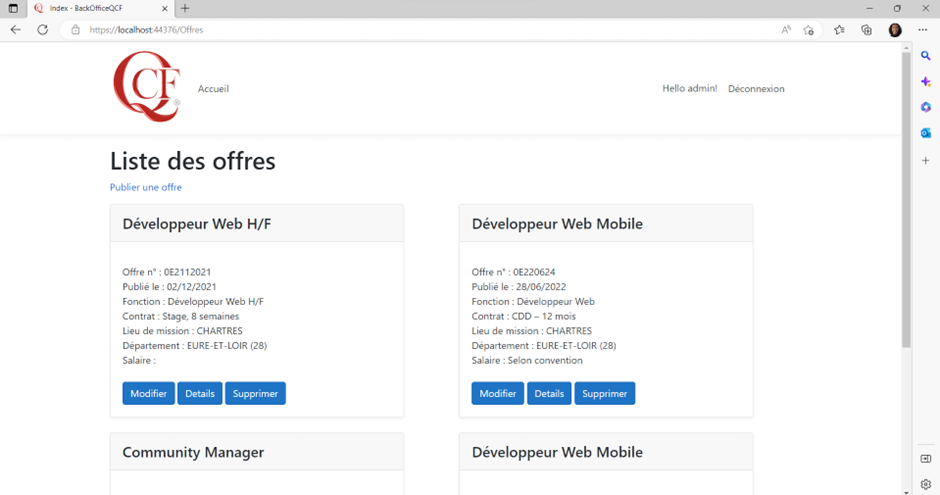 Index - BackOfficeQCF
https://localhost:44376/Offres
QCF®
Accueil
Hello admin!
Déconnexion
Liste des offres
Publier une offre
Développeur Web H/F
Offre n° : 0E2112021
Publié le : 02/12/2021
Fonction : Développeur Web H/F
Contrat : Stage, 8 semaines
Lieu de mission : CHARTRES
Département : EURE-ET-LOIR (28)
Salaire :
Modifier
Details
Supprimer
Développeur Web Mobile
Offre n° : 0E220624
Publié le : 28/06/2022
Fonction : Développeur Web
Contrat : CDD – 12 mois
Lieu de mission : CHARTRES
Département : EURE-ET-LOIR (28)
Salaire : Selon convention
Modifier
Details
Supprimer
Community Manager
Développeur Web Mobile